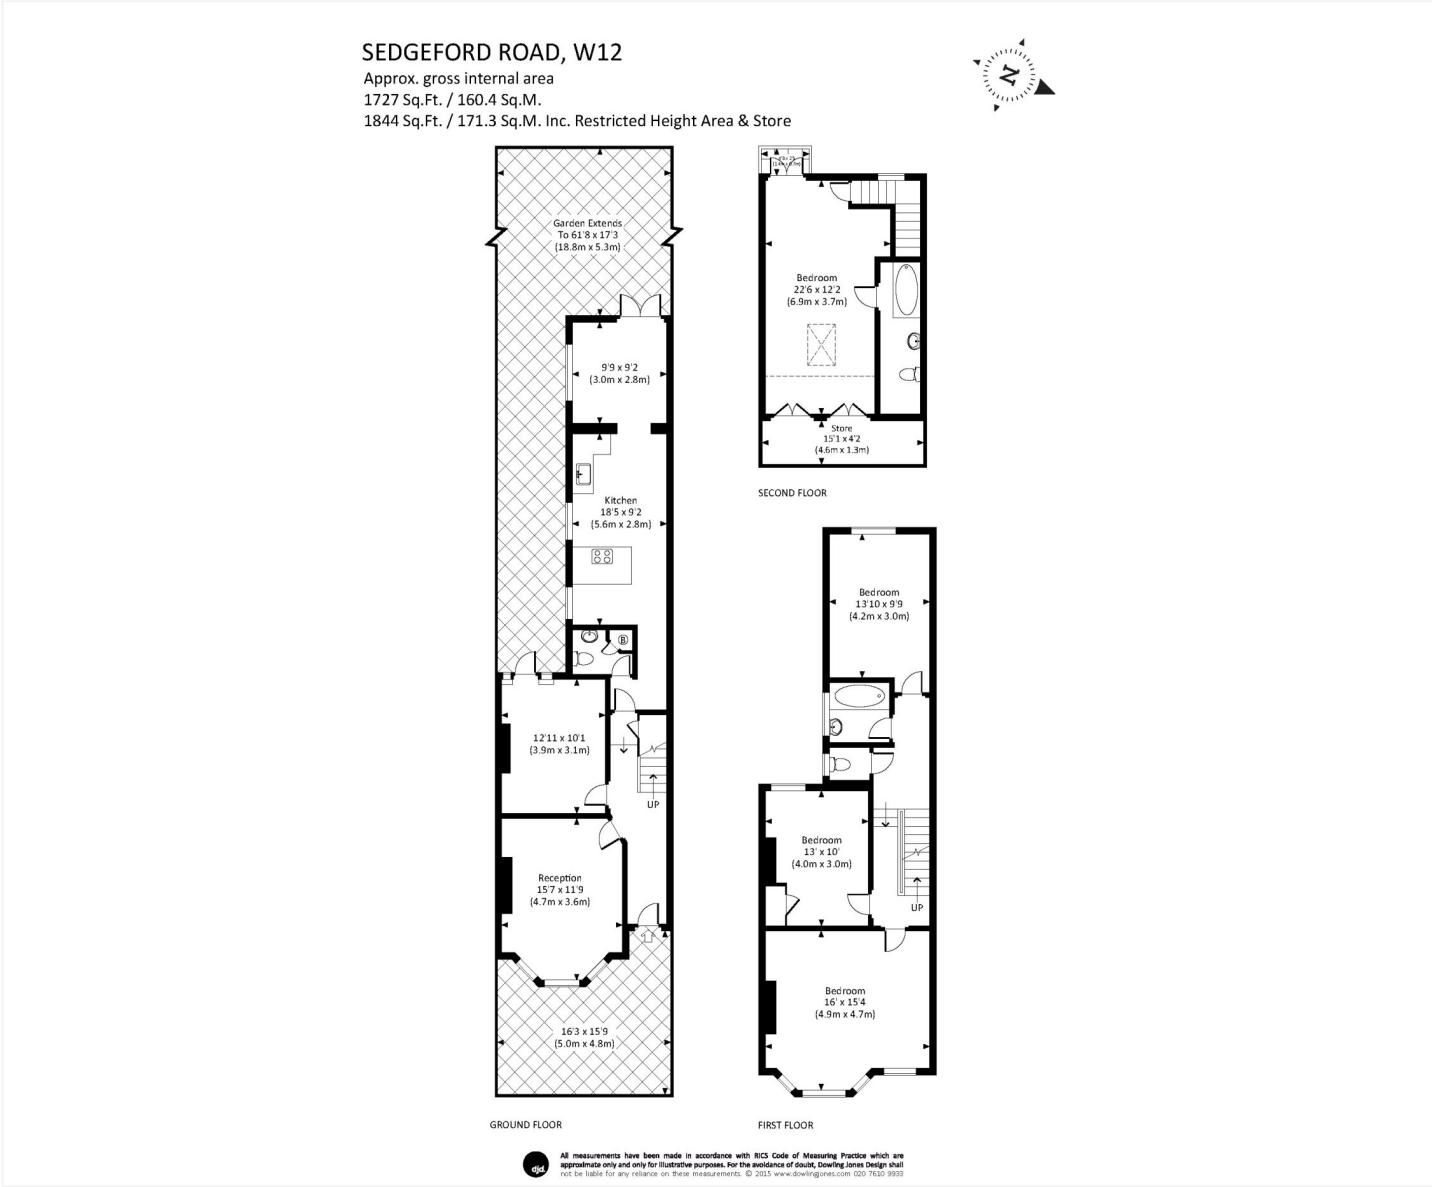 SEDGEFORD ROAD, W12
Approx. gross internal area
1727 Sq.Ft. / 160.4 Sq.M.
1844 Sq.Ft. / 171.3 Sq.M. Inc. Restricted Height Area & Store
N
Garden Extends
To 61'8 x 17'3
(18.8m x 5.3m)
9'9 x 9'2
(3.0m x 2.8m)
Kitchen
18'5 x 9'2
(5.6m x 2.8m)
B
12'11 x 10'1
(3.9m x 3.1m)
UP
Reception
15'7 x 11'9
(4.7m x 3.6m)
16'3 x 15'9
(5.0m x 4.8m)
GROUND FLOOR
Bedroom
22'6 x 12'2
(6.9m x 3.7m)
Store
15'1 x 4'2
(4.6m x 1.3m)
SECOND FLOOR
Bedroom
13'10 x 9'9
(4.2m x 3.0m)
Bedroom
13' x 10'
(4.0m x 3.0m)
UP
Bedroom
16' x 15'4
(4.9m x 4.7m)
FIRST FLOOR
djd.
All measurements have been made in accordance with RICS Code of Measuring Practice which are
approximate only and only for illustrative purposes. For the avoidance of doubt, Dowling Jones Design shall
not be liable for any reliance on these measurements. © 2015 www.dowlingjones.com 020 7610 9933